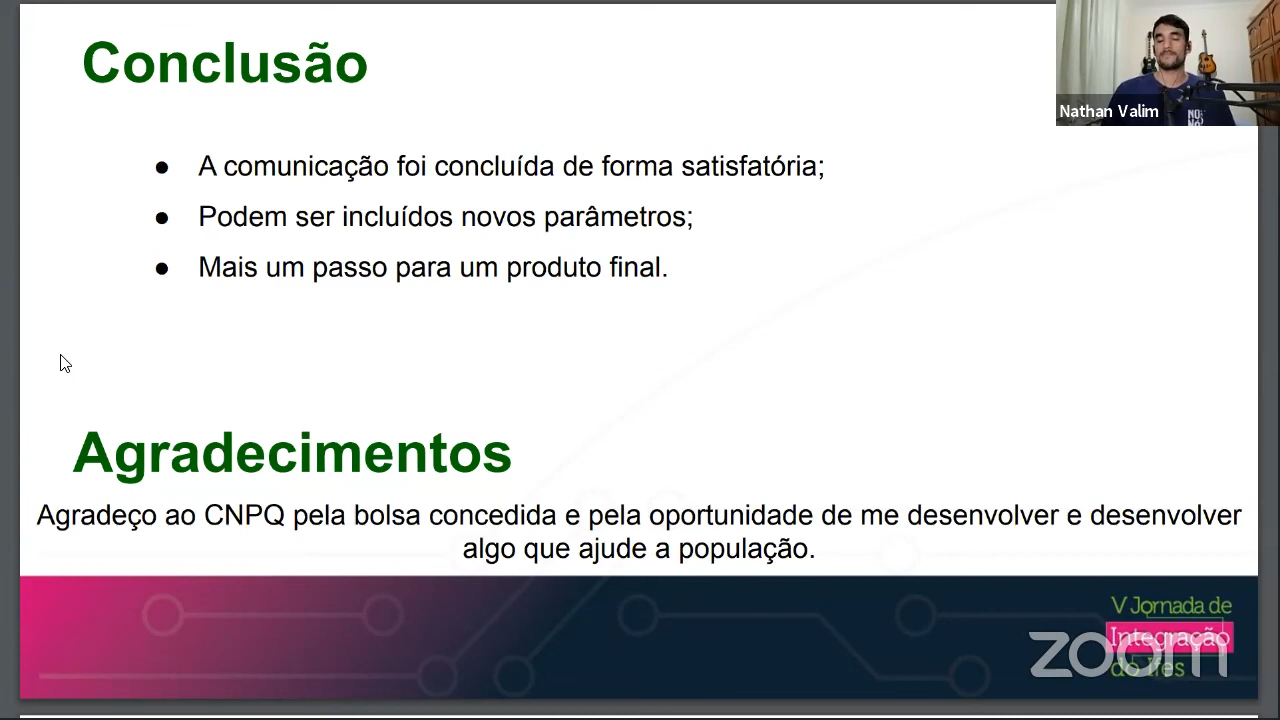 Conclusão
Nathan Valim
● A comunicação foi concluída de forma satisfatória;
● Podem ser incluídos novos parâmetros;
● Mais um passo para um produto final.
Agradecimentos
Agradeço ao CNPQ pela bolsa concedida e pela oportunidade de me desenvolver e desenvolver
algo que ajude a população.
V Jornada de
Integração
do Ifes
zoom